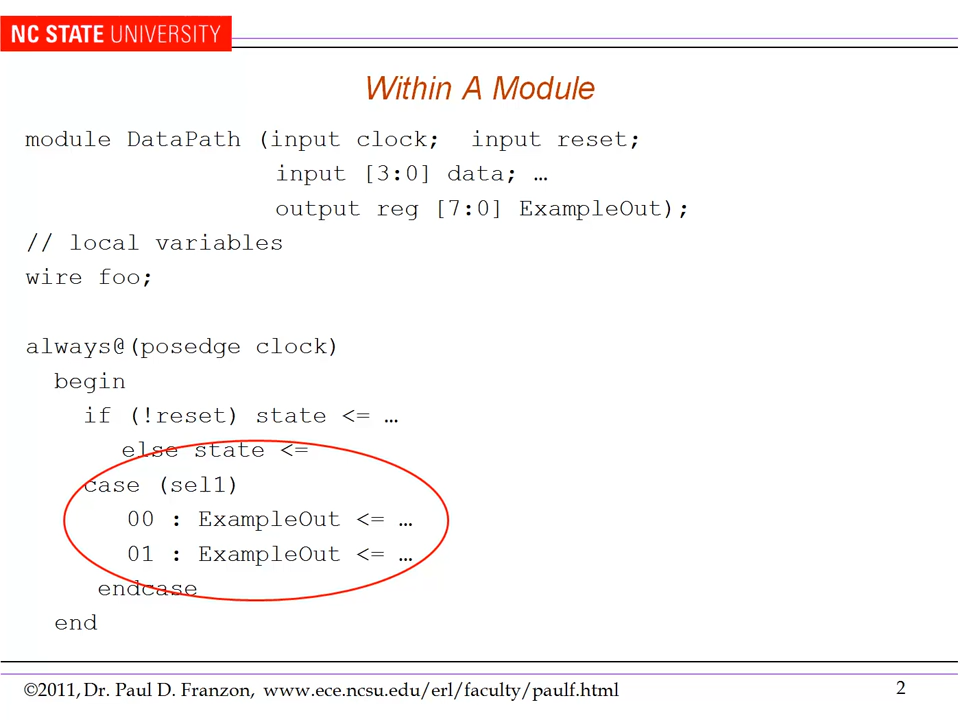 NC STATE UNIVERSITY
Within A Module
module DataPath (input clock;  input reset;
input [3:0] data; …
output reg [7:0] ExampleOut);
// local variables
wire foo;
always@(posedge clock)
begin
if (!reset) state <= …
else state <=
case (sel1)
00 : ExampleOut <= …
01 : ExampleOut <= …
endcase
end
©2011, Dr. Paul D. Franzon,  www.ece.ncsu.edu/erl/faculty/paulf.html
2